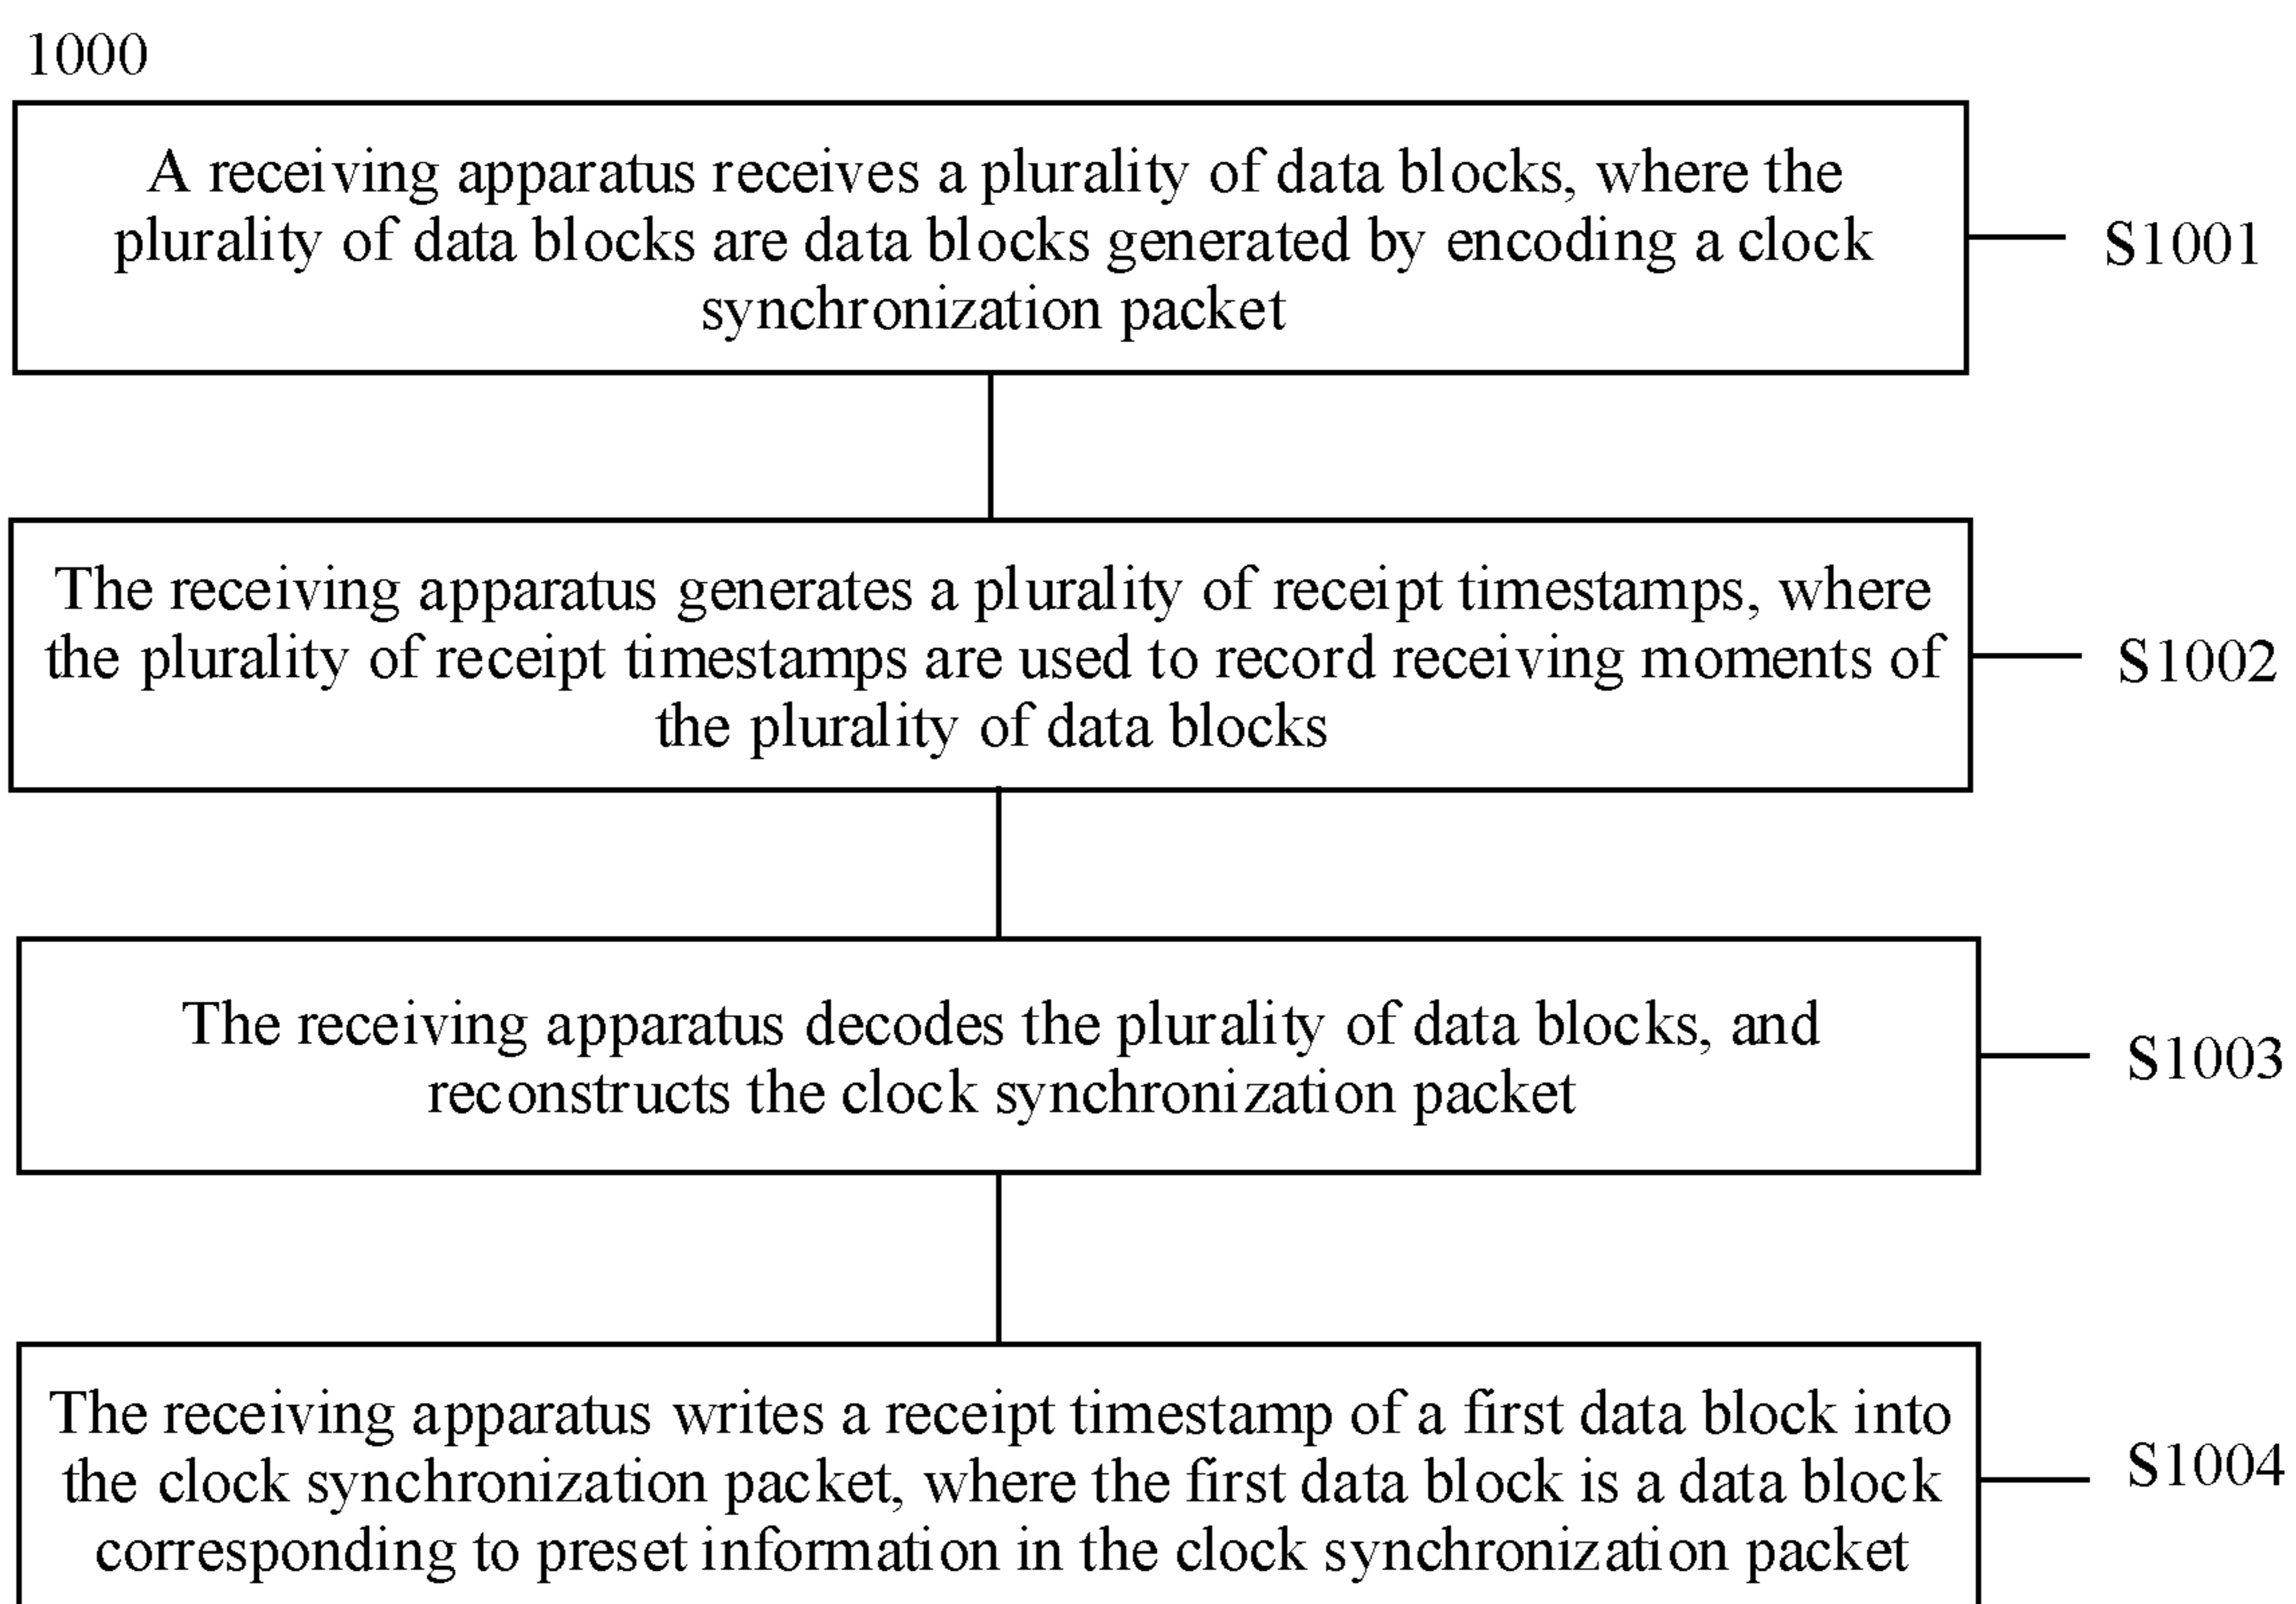 1000
A receiving apparatus receives a plurality of data blocks, where the
plurality of data blocks are data blocks generated by encoding a clock
synchronization packet
S1001
The receiving apparatus generates a plurality of receipt timestamps, where
the plurality of receipt timestamps are used to record receiving moments of
the plurality of data blocks
S1002
The receiving apparatus decodes the plurality of data blocks, and
reconstructs the clock synchronization packet
S1003
The receiving apparatus writes a receipt timestamp of a first data block into
the clock synchronization packet, where the first data block is a data block
corresponding to preset information in the clock synchronization packet
S1004